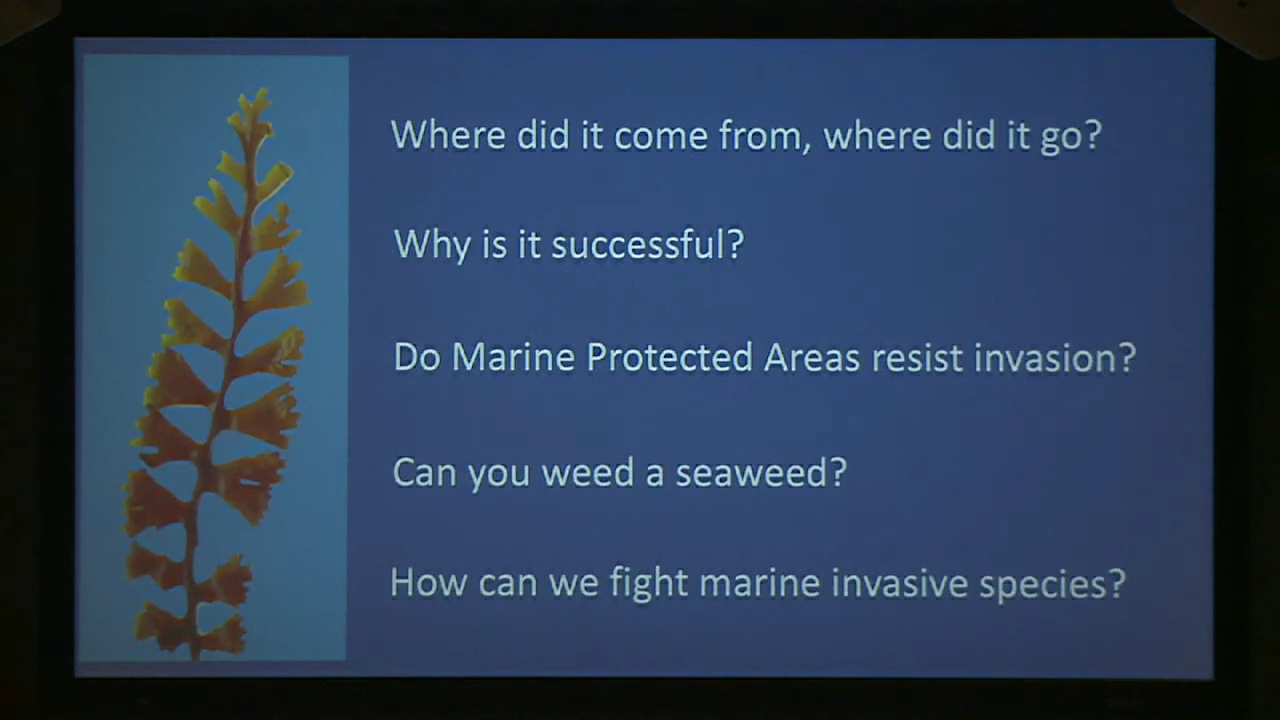 Where did it come from, where did it go?
Why is it successful?
Do Marine Protected Areas resist invasion?
Can you weed a seaweed?
How can we fight marine invasive species?